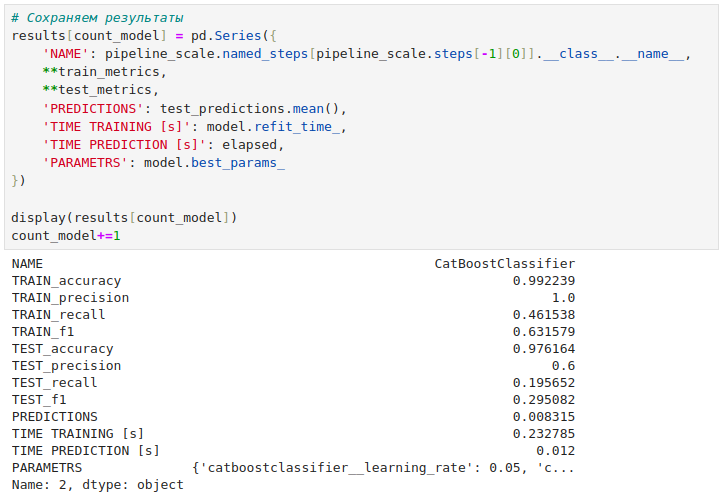 # Сохраняем результаты
results[count_model] = pd.Series({
    'NAME': pipeline_scale.named_steps[pipeline_scale.steps[-1][0]].__class__.__name__,
    **train_metrics,
    **test_metrics,
    'PREDICTIONS': test_predictions.mean(),
    'TIME TRAINING [s]': model.refit_time_,
    'TIME PREDICTION [s]': elapsed,
    'PARAMETRS': model.best_params_
})

display(results[count_model])
count_model+=1
NAME                                                  CatBoostClassifier
TRAIN_accuracy                                                  0.992239
TRAIN_precision                                                      1.0
TRAIN_recall                                                    0.461538
TRAIN_f1                                                        0.631579
TEST_accuracy                                                   0.976164
TEST_precision                                                       0.6
TEST_recall                                                     0.195652
TEST_f1                                                         0.295082
PREDICTIONS                                                     0.008315
TIME TRAINING [s]                                               0.232785
TIME PREDICTION [s]                                                0.012
PARAMETRS              {'catboostclassifier__learning_rate': 0.05, 'c...
Name: 2, dtype: object